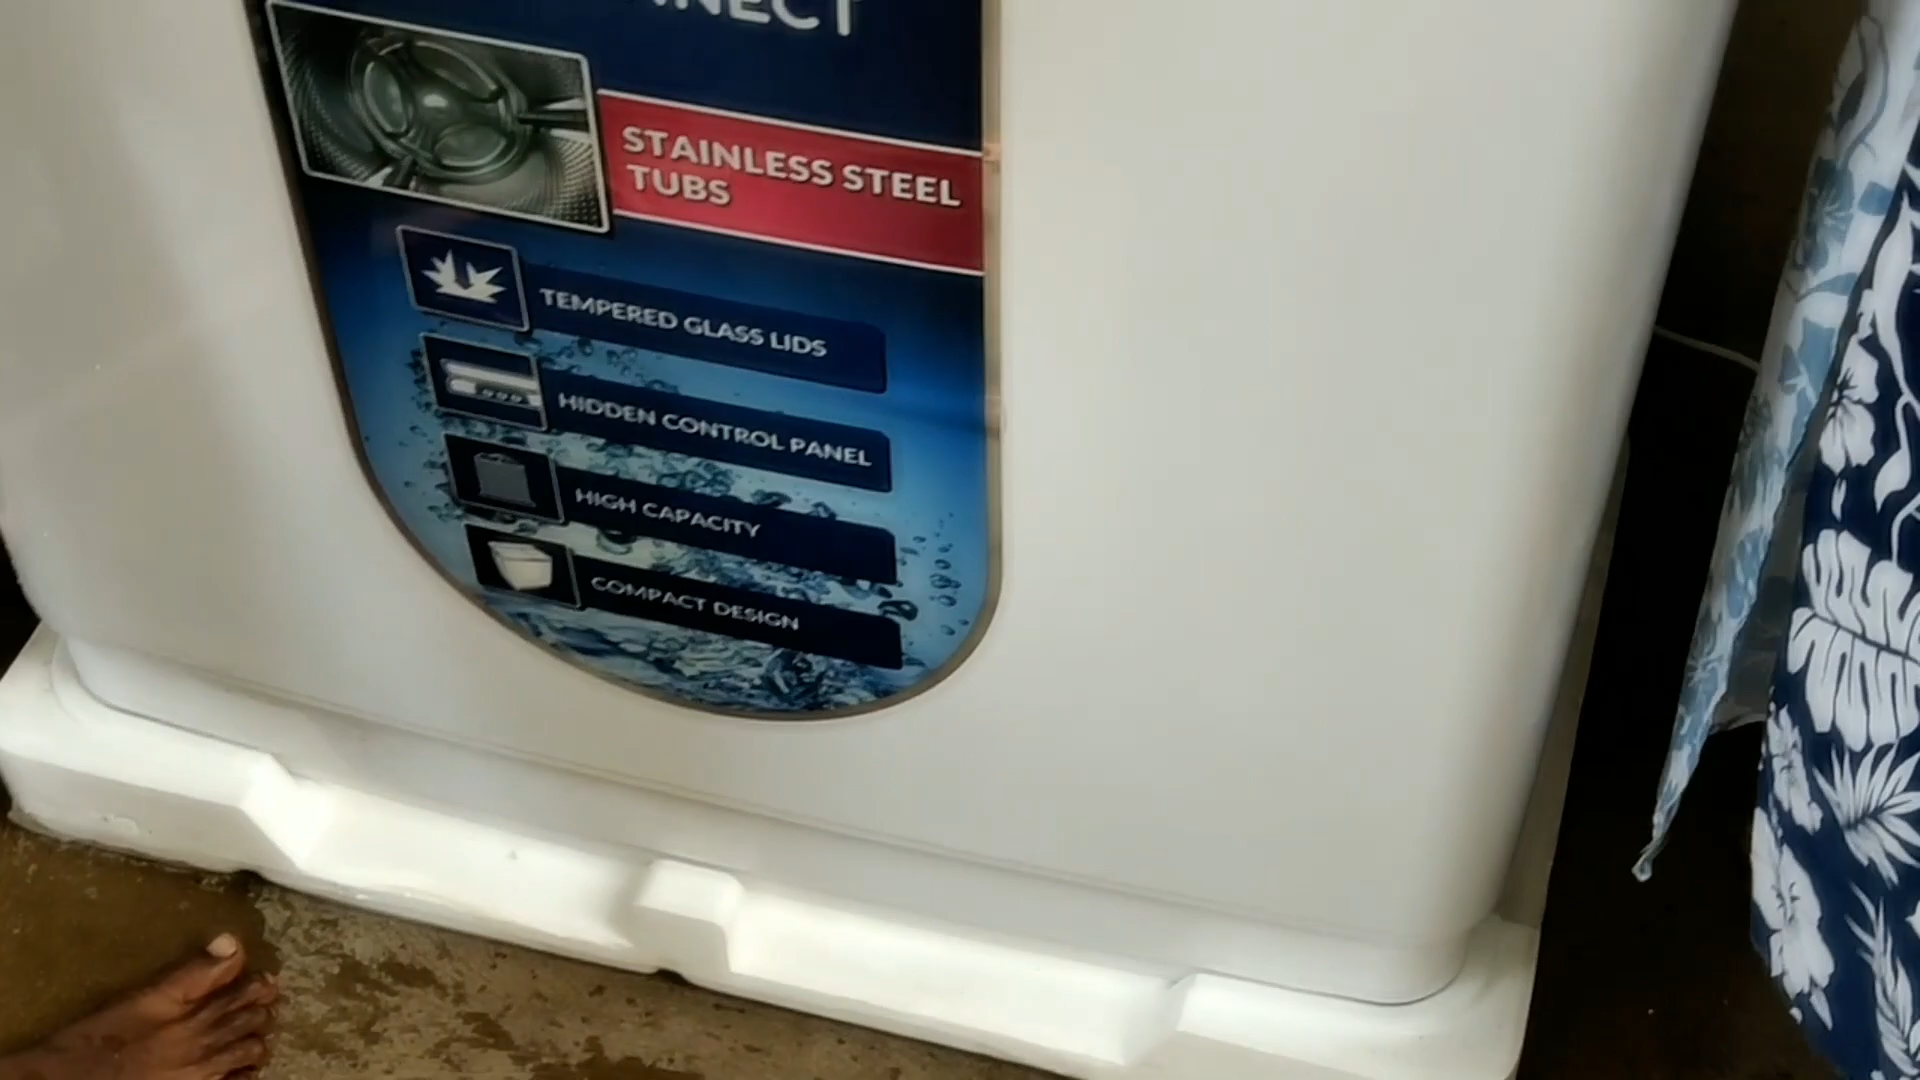 STAINLESS STEEL
TUBS
TEMPERED GLASS LIDS
HIDDEN CONTROL PANEL
HIGH CAPACITY
COMPACT DESIGN